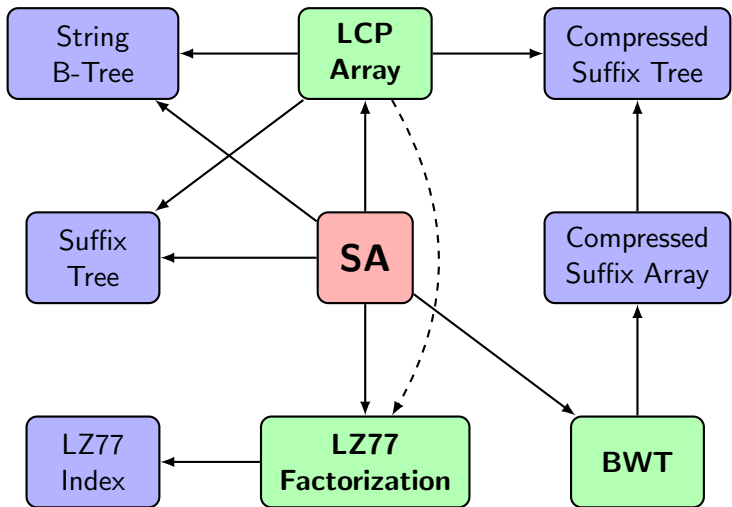 String
B-Tree
LCP
Array
Compressed
Suffix Tree
Suffix
Tree
SA
Compressed
Suffix Array
LZ77
Index
LZ77
Factorization
BWT